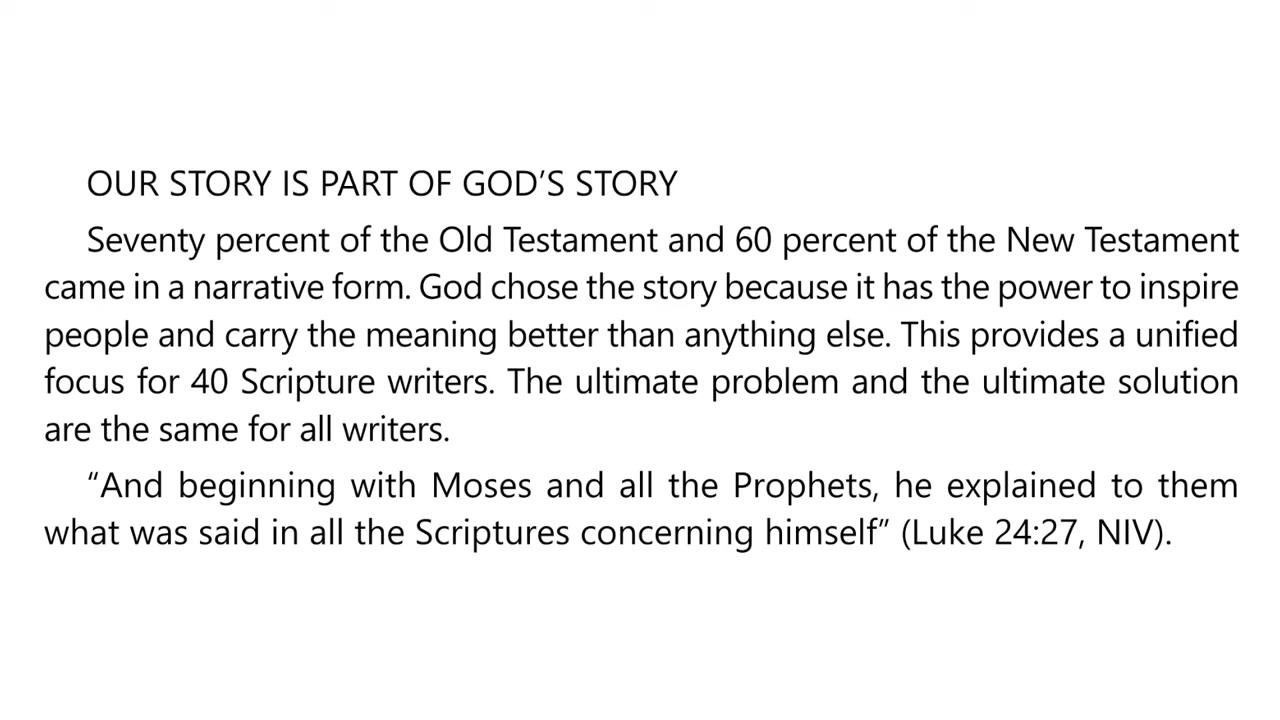 OUR STORY IS PART OF GOD’S STORY
Seventy percent of the Old Testament and 60 percent of the New Testament
came in a narrative form. God chose the story because it has the power to inspire
people and carry the meaning better than anything else. This provides a unified
focus for 40 Scripture writers. The ultimate problem and the ultimate solution
are the same for all writers.
“And beginning with Moses and all the Prophets, he explained to them
what was said in all the Scriptures concerning himself” (Luke 24:27, NIV).